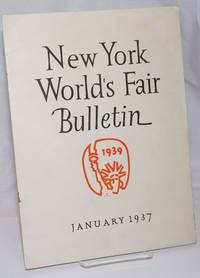 New York
World's Fair
Bulletin
1939
JANUARY 1937